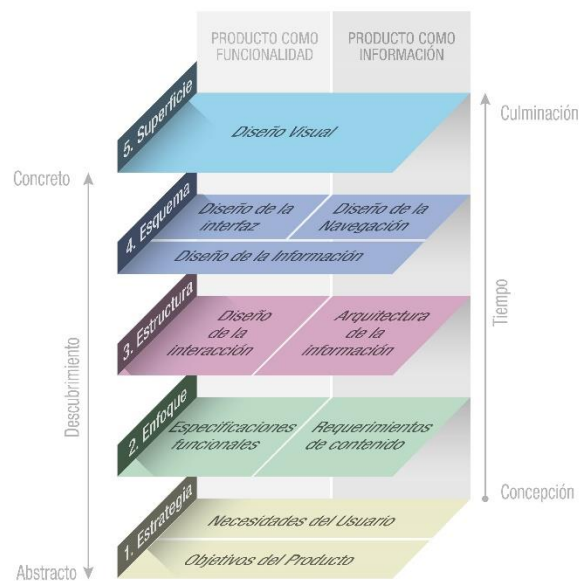 PRODUCTO COMO
FUNCIONALIDAD
PRODUCTO COMO
INFORMACIÓN
5. Superficie
Diseño Visual
Culminación
Concreto
4. Esquema
Diseño de la
interfaz
Diseño de la
Navegación
Diseño de la Información
3. Estructura
Diseño
de la
interacción
Arquitectura
de la
información
Tiempo
Descubrimiento
2. Enfoque
Especificaciones
funcionales
Requerimientos
de contenido
Concepción
1. Estrategia
Necesidades del Usuario
Objetivos del Producto
Abstracto